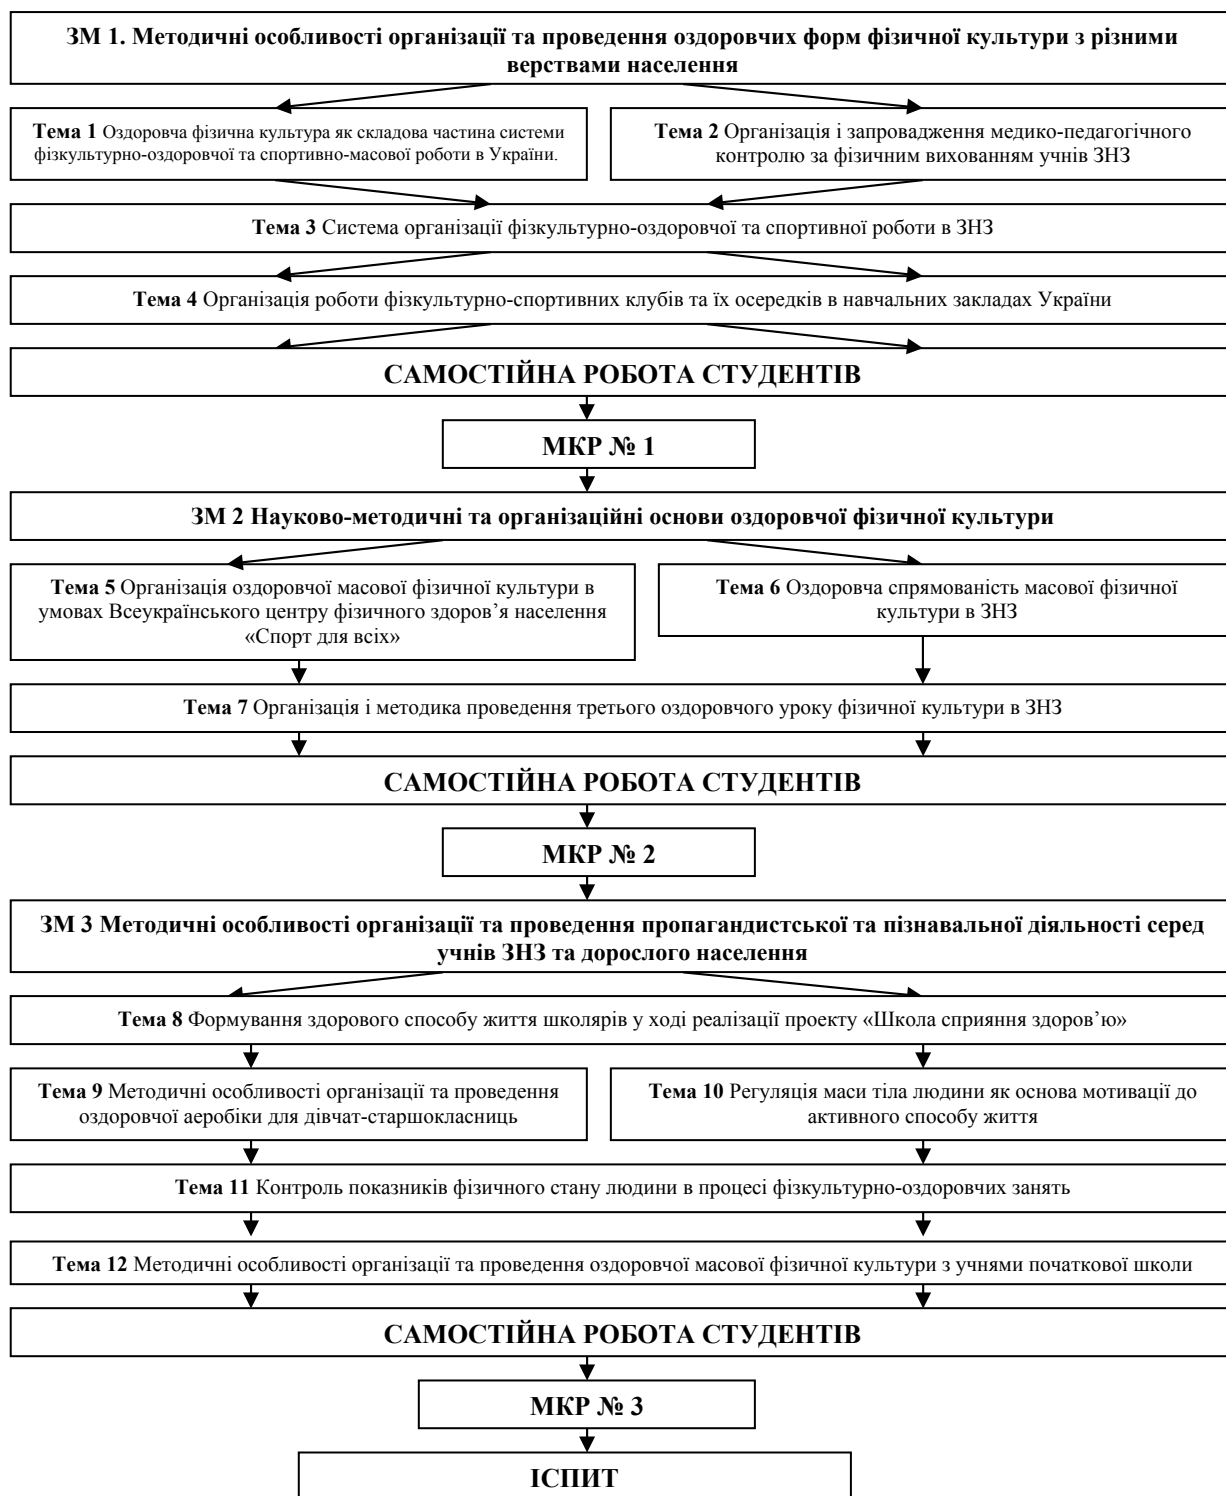 ЗМ 1. Методичні особливості організації та проведення оздоровчих форм фізичної культури з різними
верствами населення
Тема 1 Оздоровча фізична культура як складова частина системи
фізкультурно-оздоровчої та спортивно-масової роботи в Україні.
Тема 2 Організація і запровадження медико-педагогічного
контролю за фізичним вихованням учнів ЗНЗ
Тема 3 Система організації фізкультурно-оздоровчої та спортивної роботи в ЗНЗ
Тема 4 Організація роботи фізкультурно-спортивних клубів та їх осередків в навчальних закладах України
САМОСТІЙНА РОБОТА СТУДЕНТІВ
МКР № 1
ЗМ 2 Науково-методичні та організаційні основи оздоровчої фізичної культури
Тема 5 Організація оздоровчої масової фізичної культури в
умовах Всеукраїнського центру фізичного здоров’я населення
«Спорт для всіх»
Тема 6 Оздоровча спрямованість масової фізичної
культури в ЗНЗ
Тема 7 Організація і методика проведення третього оздоровчого уроку фізичної культури в ЗНЗ
САМОСТІЙНА РОБОТА СТУДЕНТІВ
МКР № 2
ЗМ 3 Методичні особливості організації та проведення пропагандистської та пізнавальної діяльності серед
учнів ЗНЗ та дорослого населення
Тема 8 Формування здорового способу життя школярів у ході реалізації проекту «Школа сприяння здоров’ю»
Тема 9 Методичні особливості організації та проведення
оздоровчої аеробіки для дівчат-старшокласниць
Тема 10 Регуляція маси тіла людини як основа мотивації до
активного способу життя
Тема 11 Контроль показників фізичного стану людини в процесі фізкультурно-оздоровчих занять
Тема 12 Методичні особливості організації та проведення оздоровчої масової фізичної культури з учнями початкової школи
САМОСТІЙНА РОБОТА СТУДЕНТІВ
МКР № 3
ІСПИТ